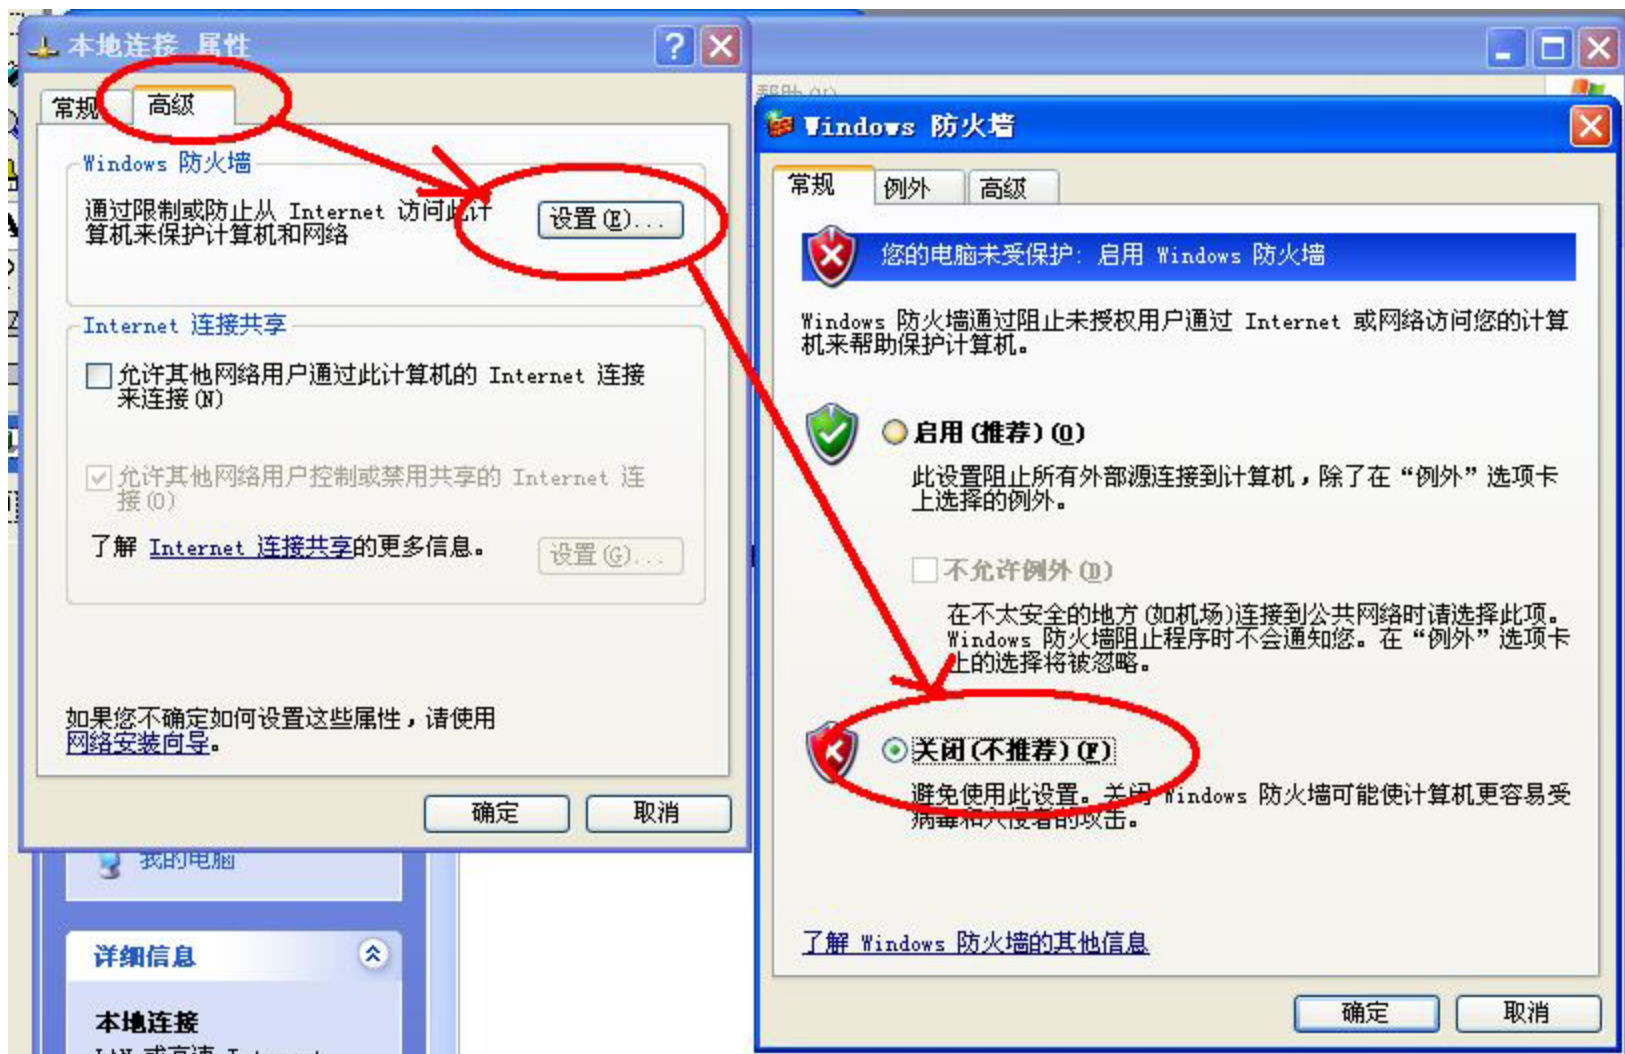 本地连接 属性
常规
高级
Windows 防火墙
通过限制或防止从 Internet 访问此计
算机来保护计算机和网络
设置(E)...
Internet 连接共享
允许其他网络用户通过此计算机的 Internet 连接
来连接(N)
允许其他网络用户控制或禁用共享的 Internet 连
接(O)
了解 Internet 连接共享的更多信息。
设置(G)...
如果您不确定如何设置这些属性，请使用
网络安装向导。
确定
取消
我的电脑
详细信息
本地连接
Windows 防火墙
常规
例外
高级
您的电脑未受保护: 启用 Windows 防火墙
Windows 防火墙通过阻止未授权用户通过 Internet 或网络访问您的计算
机来帮助保护计算机。
启用(推荐)(O)
此设置阻止所有外部源连接到计算机，除了在“例外”选项卡
上选择的例外。
不允许例外(D)
在不太安全的地方(如机场)连接到公共网络时请选择此项。
Windows 防火墙阻止程序时不会通知您。在“例外”选项卡
上的选择将被忽略。
关闭(不推荐)(F)
避免使用此设置。关闭 Windows 防火墙可能使计算机更容易受
病毒和入侵者的攻击。
了解 Windows 防火墙的其他信息
确定
取消